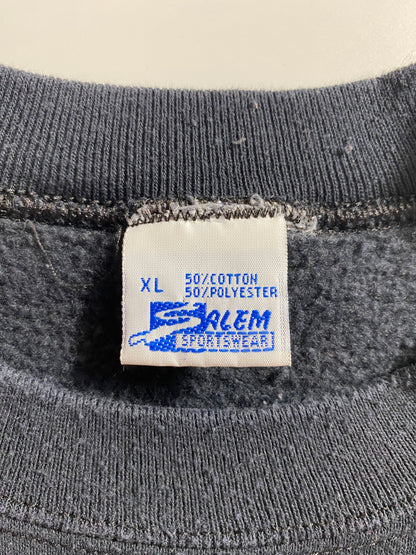 XL 50%COTTON
50%POLYESTER
SALEM
SPORTSWEAR